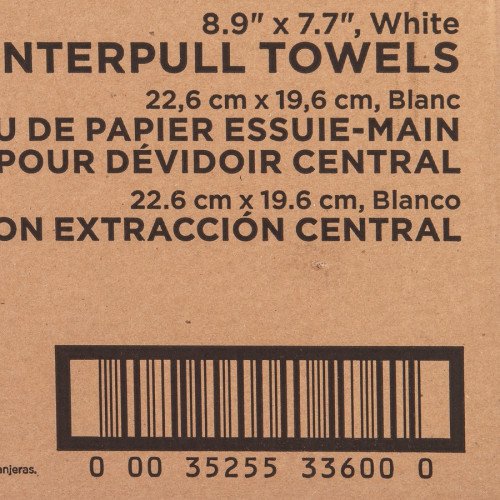 8.9" x 7.7", White
NTERPULL TOWELS
22,6 cm x 19,6 cm, Blanc
U DE PAPIER ESSUIE-MAIN
POUR DÉVIDOIR CENTRAL
22.6 cm x 19.6 cm, Blanco
ON EXTRACCIÓN CENTRAL
0 00 35255 33600 0
njeras.